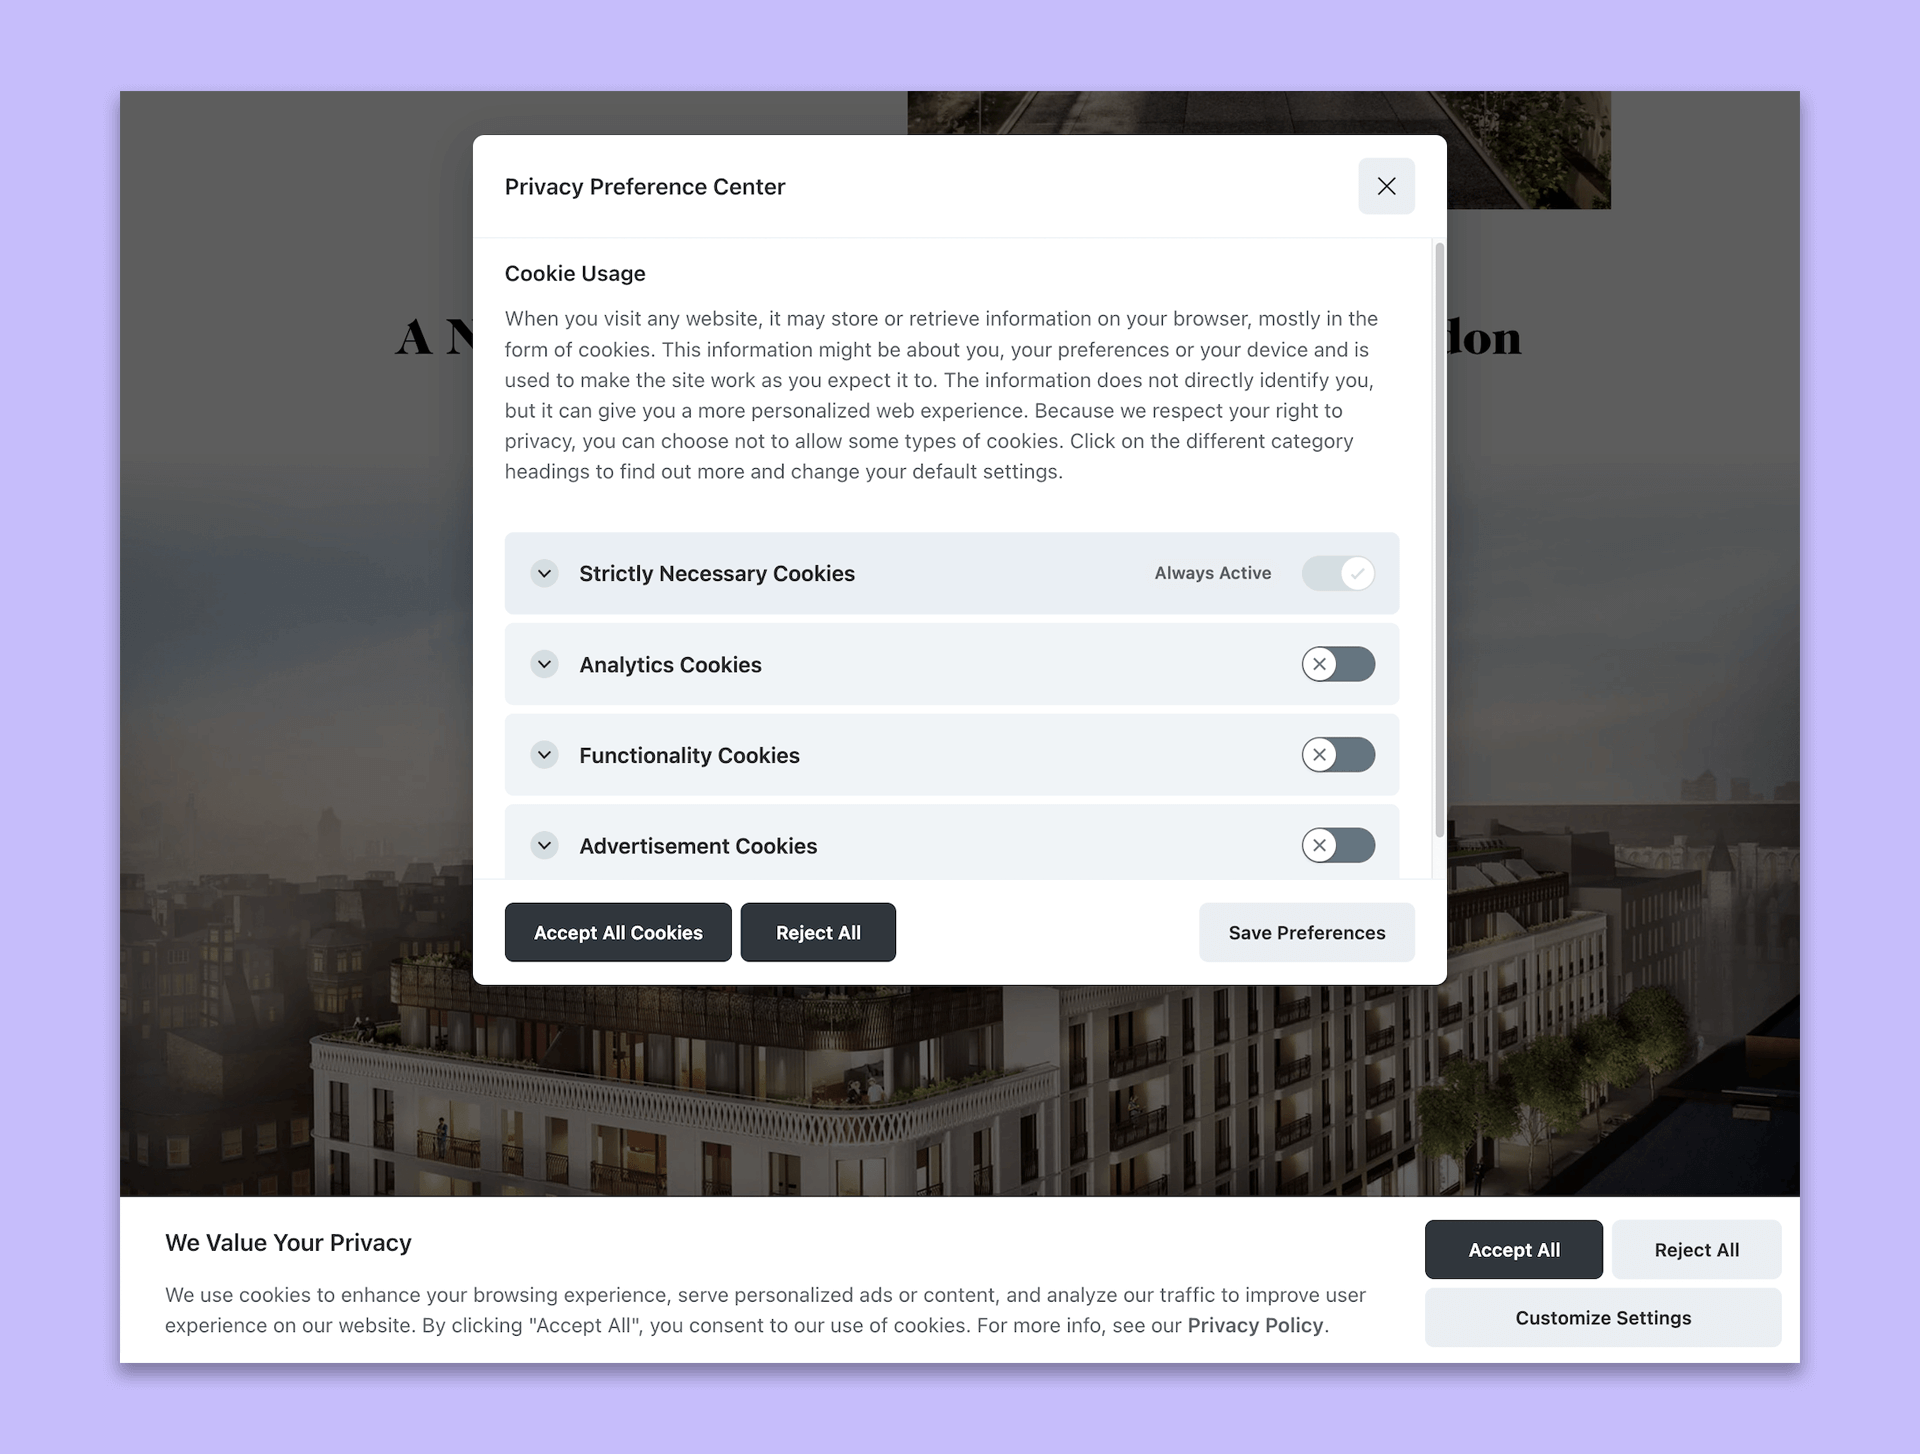 Privacy Preference Center
Cookie Usage
When you visit any website, it may store or retrieve information on your browser, mostly in the
form of cookies. This information might be about you, your preferences or your device and is
used to make the site work as you expect it to. The information does not directly identify you,
but it can give you a more personalized web experience. Because we respect your right to
privacy, you can choose not to allow some types of cookies. Click on the different category
headings to find out more and change your default settings.
Strictly Necessary Cookies Always Active
Analytics Cookies
Functionality Cookies
Advertisement Cookies
Accept All Cookies Reject All Save Preferences
We Value Your Privacy
We use cookies to enhance your browsing experience, serve personalized ads or content, and analyze our traffic to improve user
experience on our website. By clicking "Accept All", you consent to our use of cookies. For more info, see our Privacy Policy.
Accept All Reject All
Customize Settings